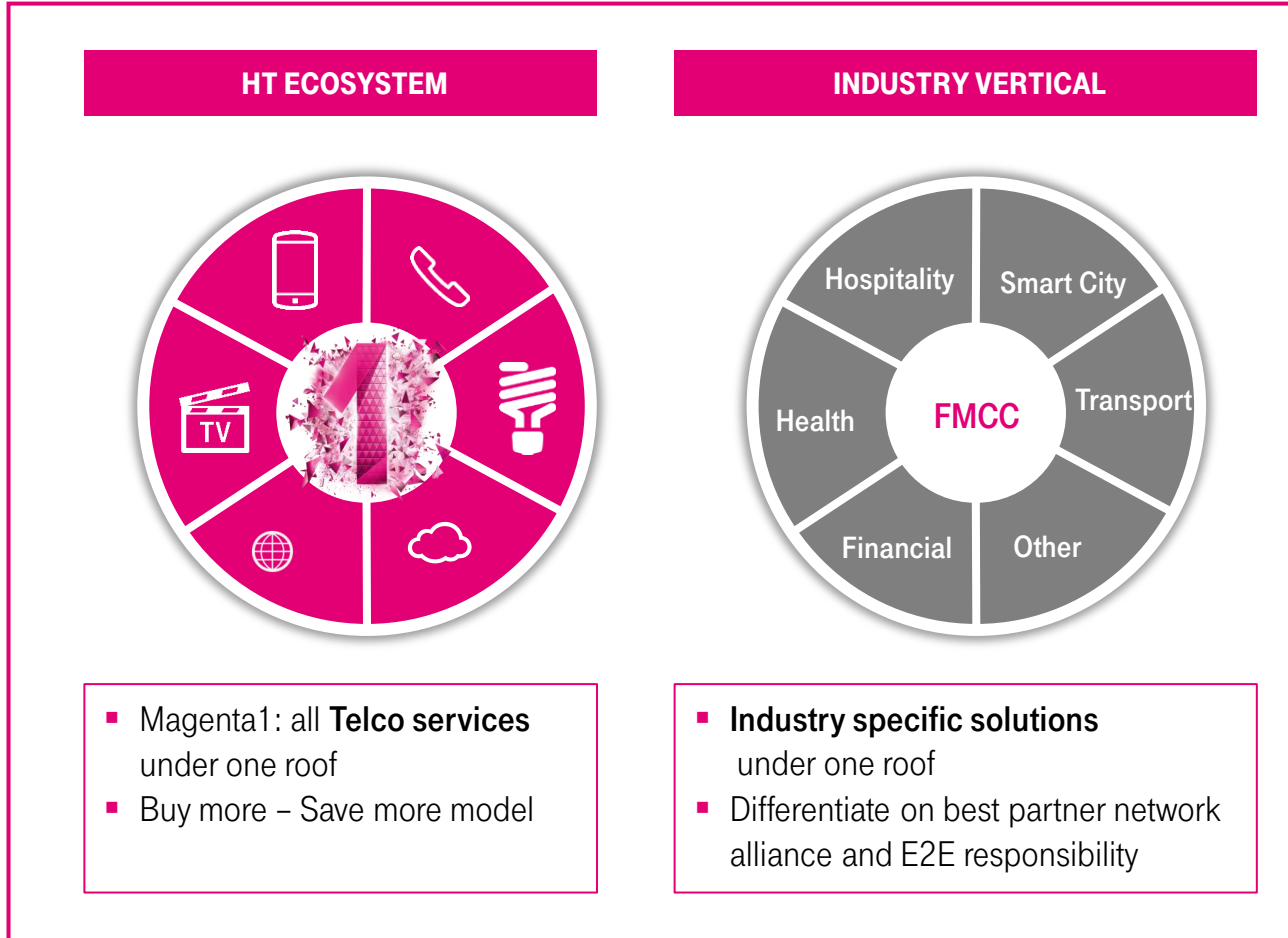 HT ECOSYSTEM
TV
1
Magenta1: all Telco services
under one roof
Buy more – Save more model
INDUSTRY VERTICAL
Hospitality
Smart City
Health
FMCC
Transport
Financial
Other
Industry specific solutions
under one roof
Differentiate on best partner network
alliance and E2E responsibility